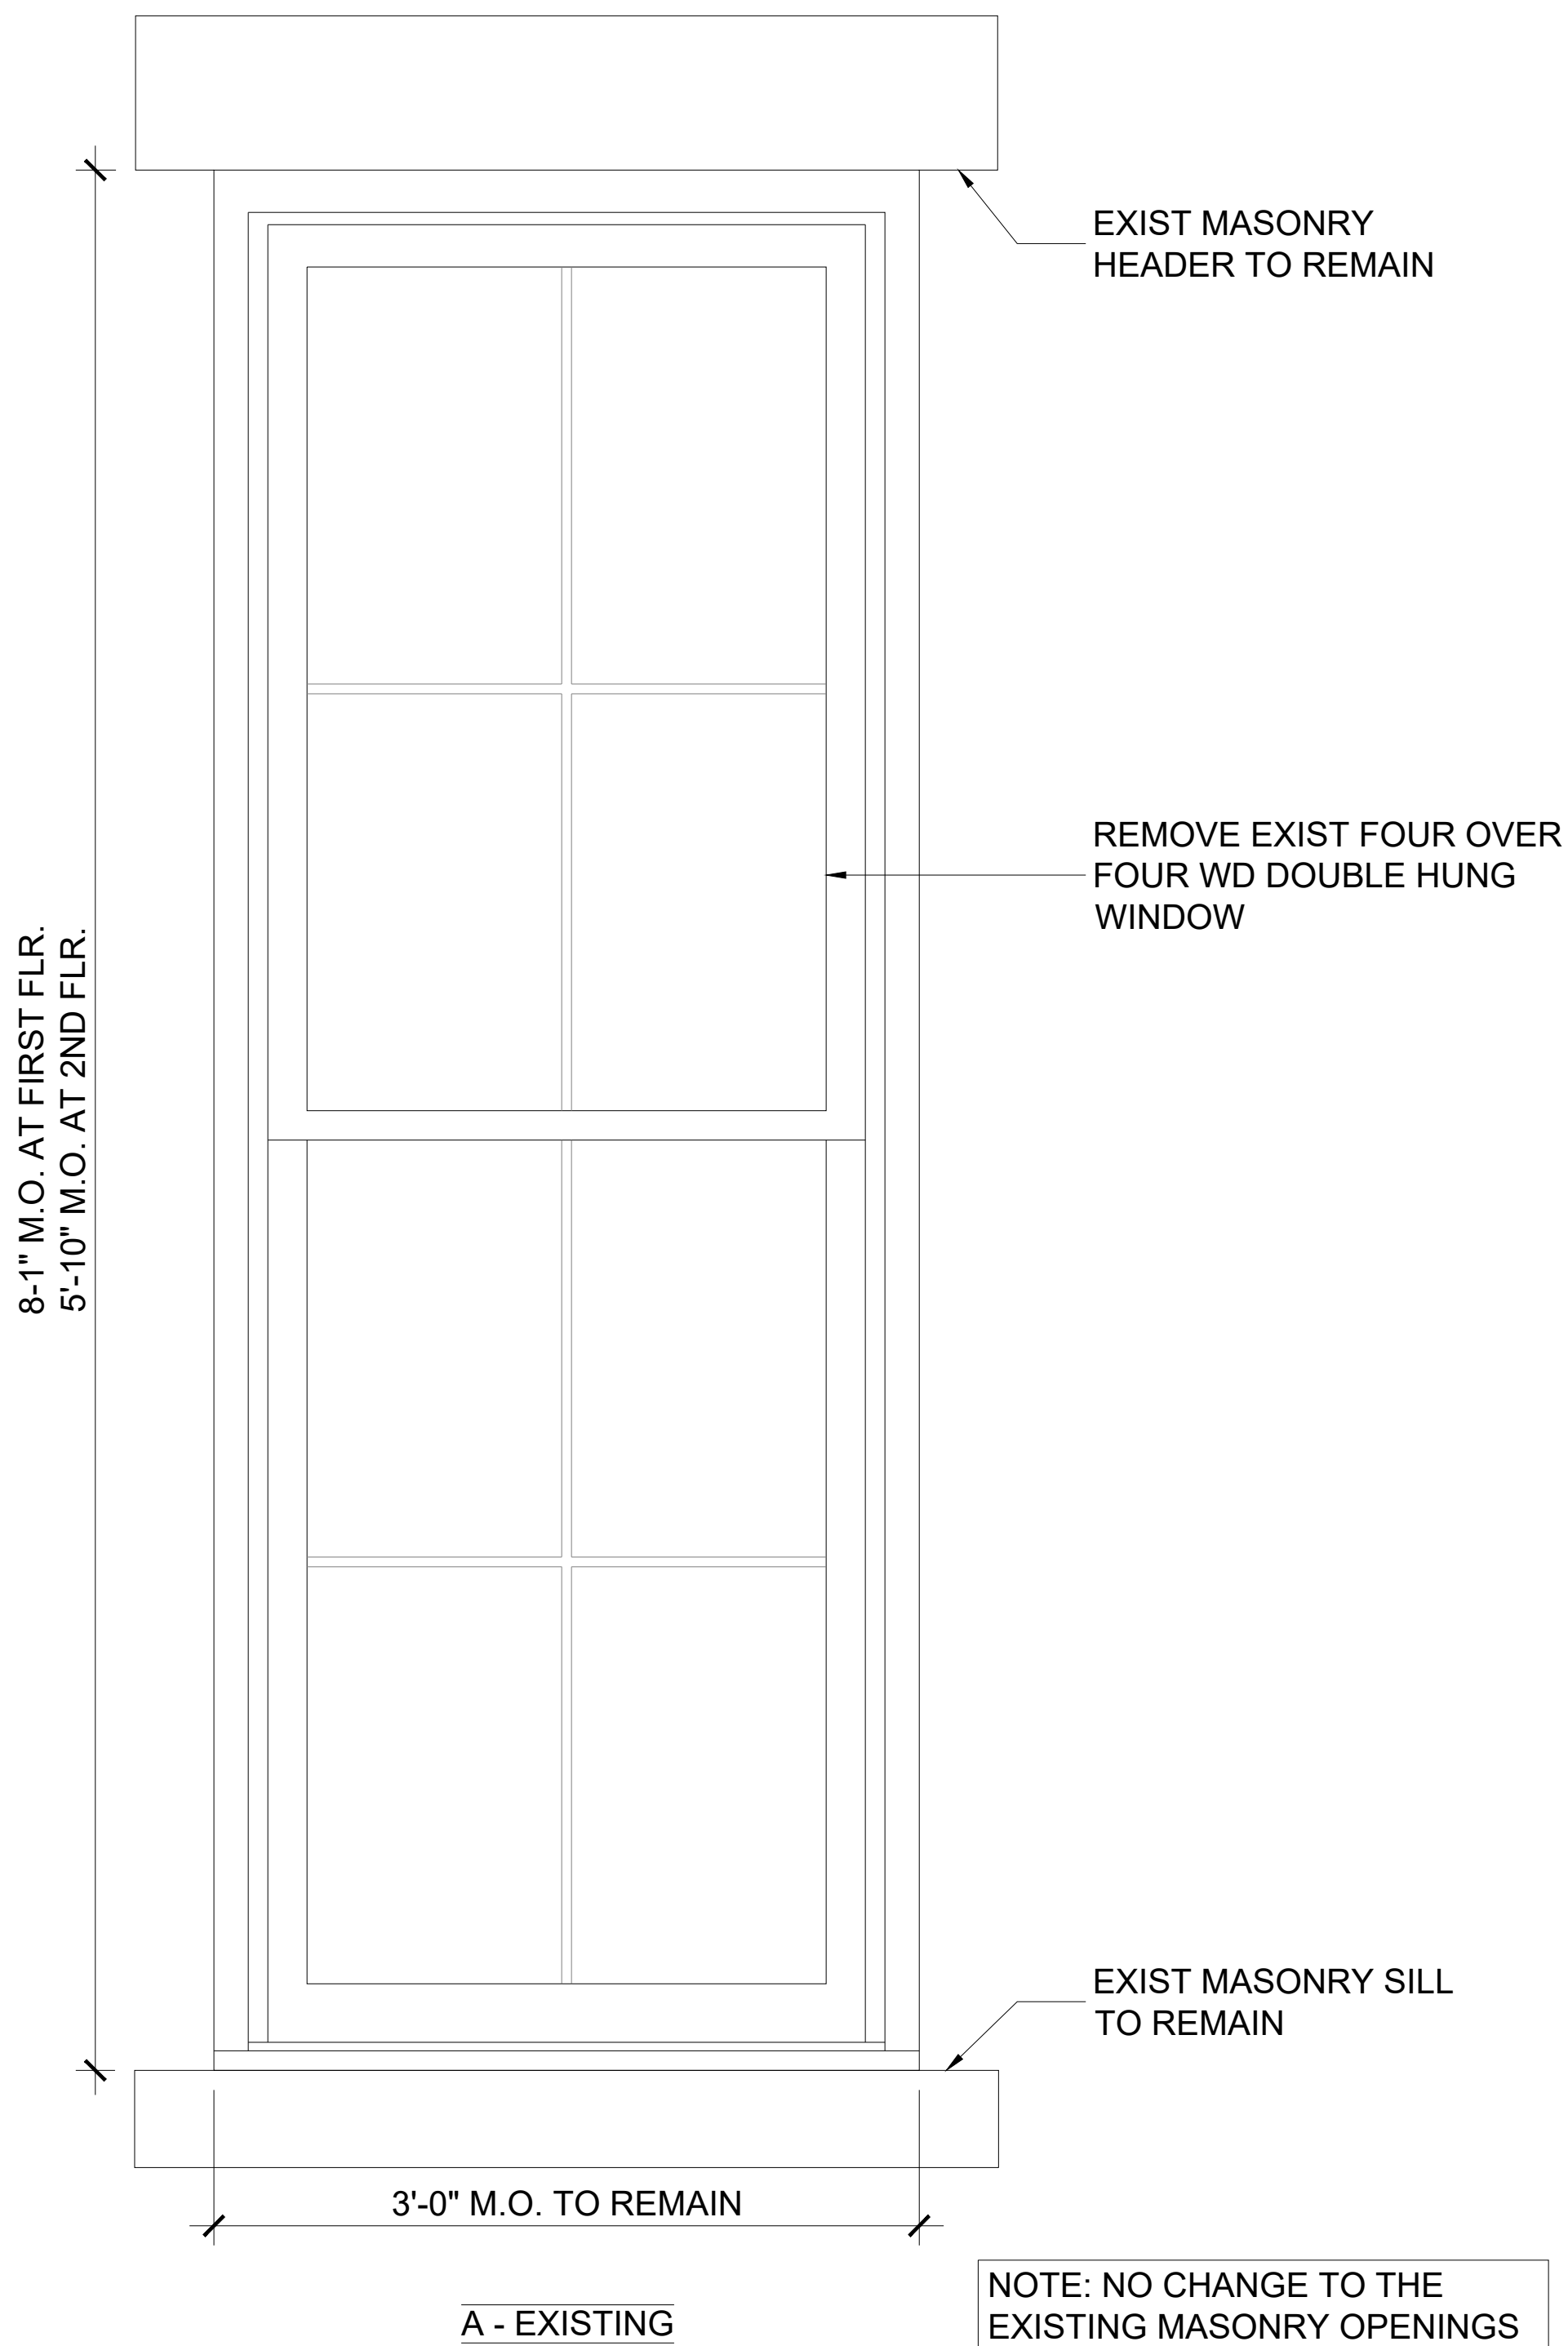 EXIST MASONRY
HEADER TO REMAIN
REMOVE EXIST FOUR OVER
FOUR WD DOUBLE HUNG
WINDOW
8-1" M.O. AT FIRST FLR.
5'-10" M.O. AT 2ND FLR.
EXIST MASONRY SILL
TO REMAIN
3'-0" M.O. TO REMAIN
A - EXISTING
NOTE: NO CHANGE TO THE
EXISTING MASONRY OPENINGS